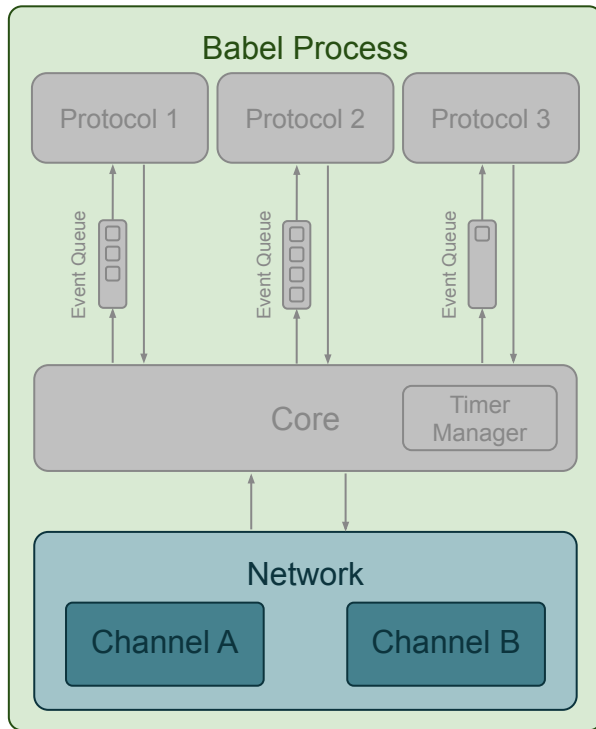 Babel Process
Protocol 1
Protocol 2
Protocol 3
Event Queue
Event Queue
Event Queue
Core
Timer
Manager
Network
Channel A
Channel B